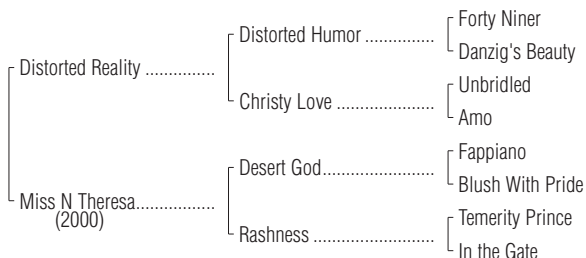 Forty Niner
Distorted Humor ..................
Danzig's Beauty
Distorted Reality ...............
Unbridled
Christy Love ....................
Amo
Fappiano
Desert God........................
Blush With Pride
Miss N Theresa.................
(2000)
Temerity Prince
Rashness ........................
In the Gate